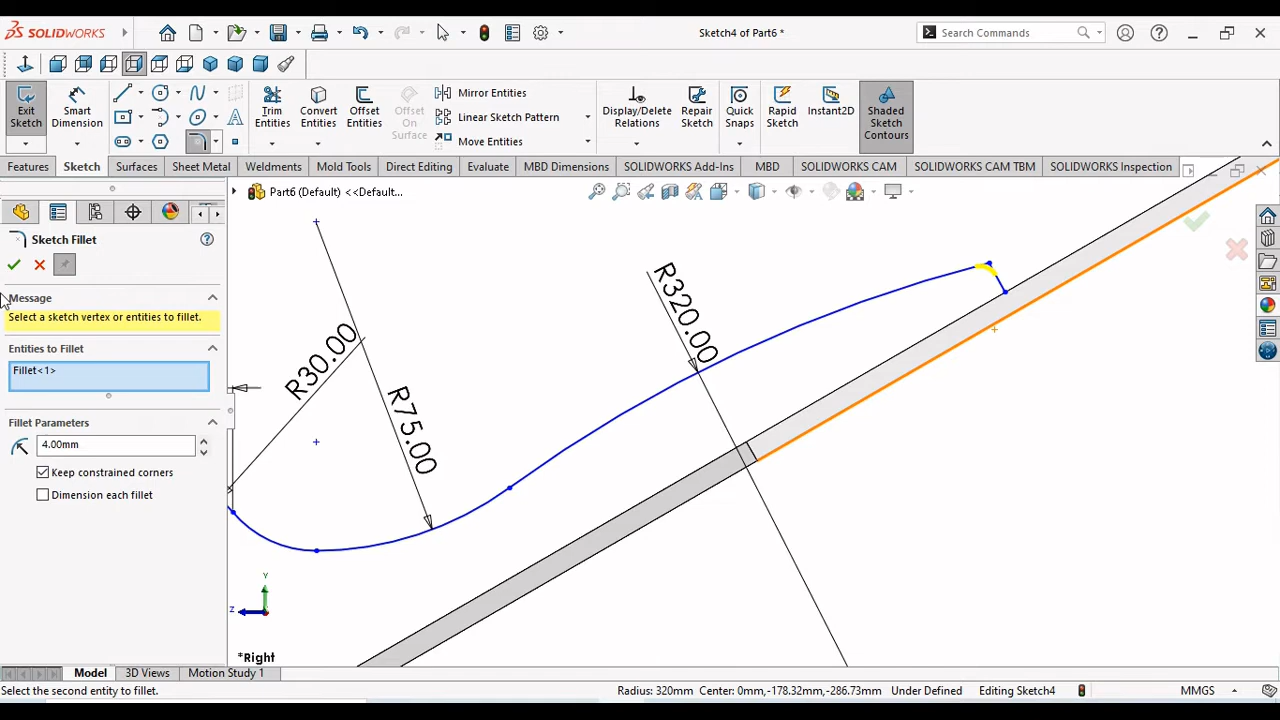 SOLIDWORKS
Sketch4 of Part6 *
Search Commands
Exit Sketch
Smart Dimension
Trim Entities
Convert Entities
Offset Entities
Offset On Surface
Mirror Entities
Linear Sketch Pattern
Move Entities
Display/Delete Relations
Repair Sketch
Quick Snaps
Rapid Sketch
Instant2D
Shaded Sketch Contours
Features
Sketch
Surfaces
Sheet Metal
Weldments
Mold Tools
Direct Editing
Evaluate
MBD Dimensions
SOLIDWORKS Add-Ins
MBD
SOLIDWORKS CAM
SOLIDWORKS CAM TBM
SOLIDWORKS Inspection
Part6 (Default) <<Default...
Sketch Fillet
Message
Select a sketch vertex or entities to fillet.
Entities to Fillet
Fillet<1>
Fillet Parameters
4.00mm
Keep constrained corners
Dimension each fillet
R30.00
R75.00
R320.00
Y
Z
*Right
Model
3D Views
Motion Study 1
Select the second entity to fillet.
Radius: 320mm Center: 0mm,-178.32mm,-286.73mm
Under Defined
Editing Sketch4
MMGS